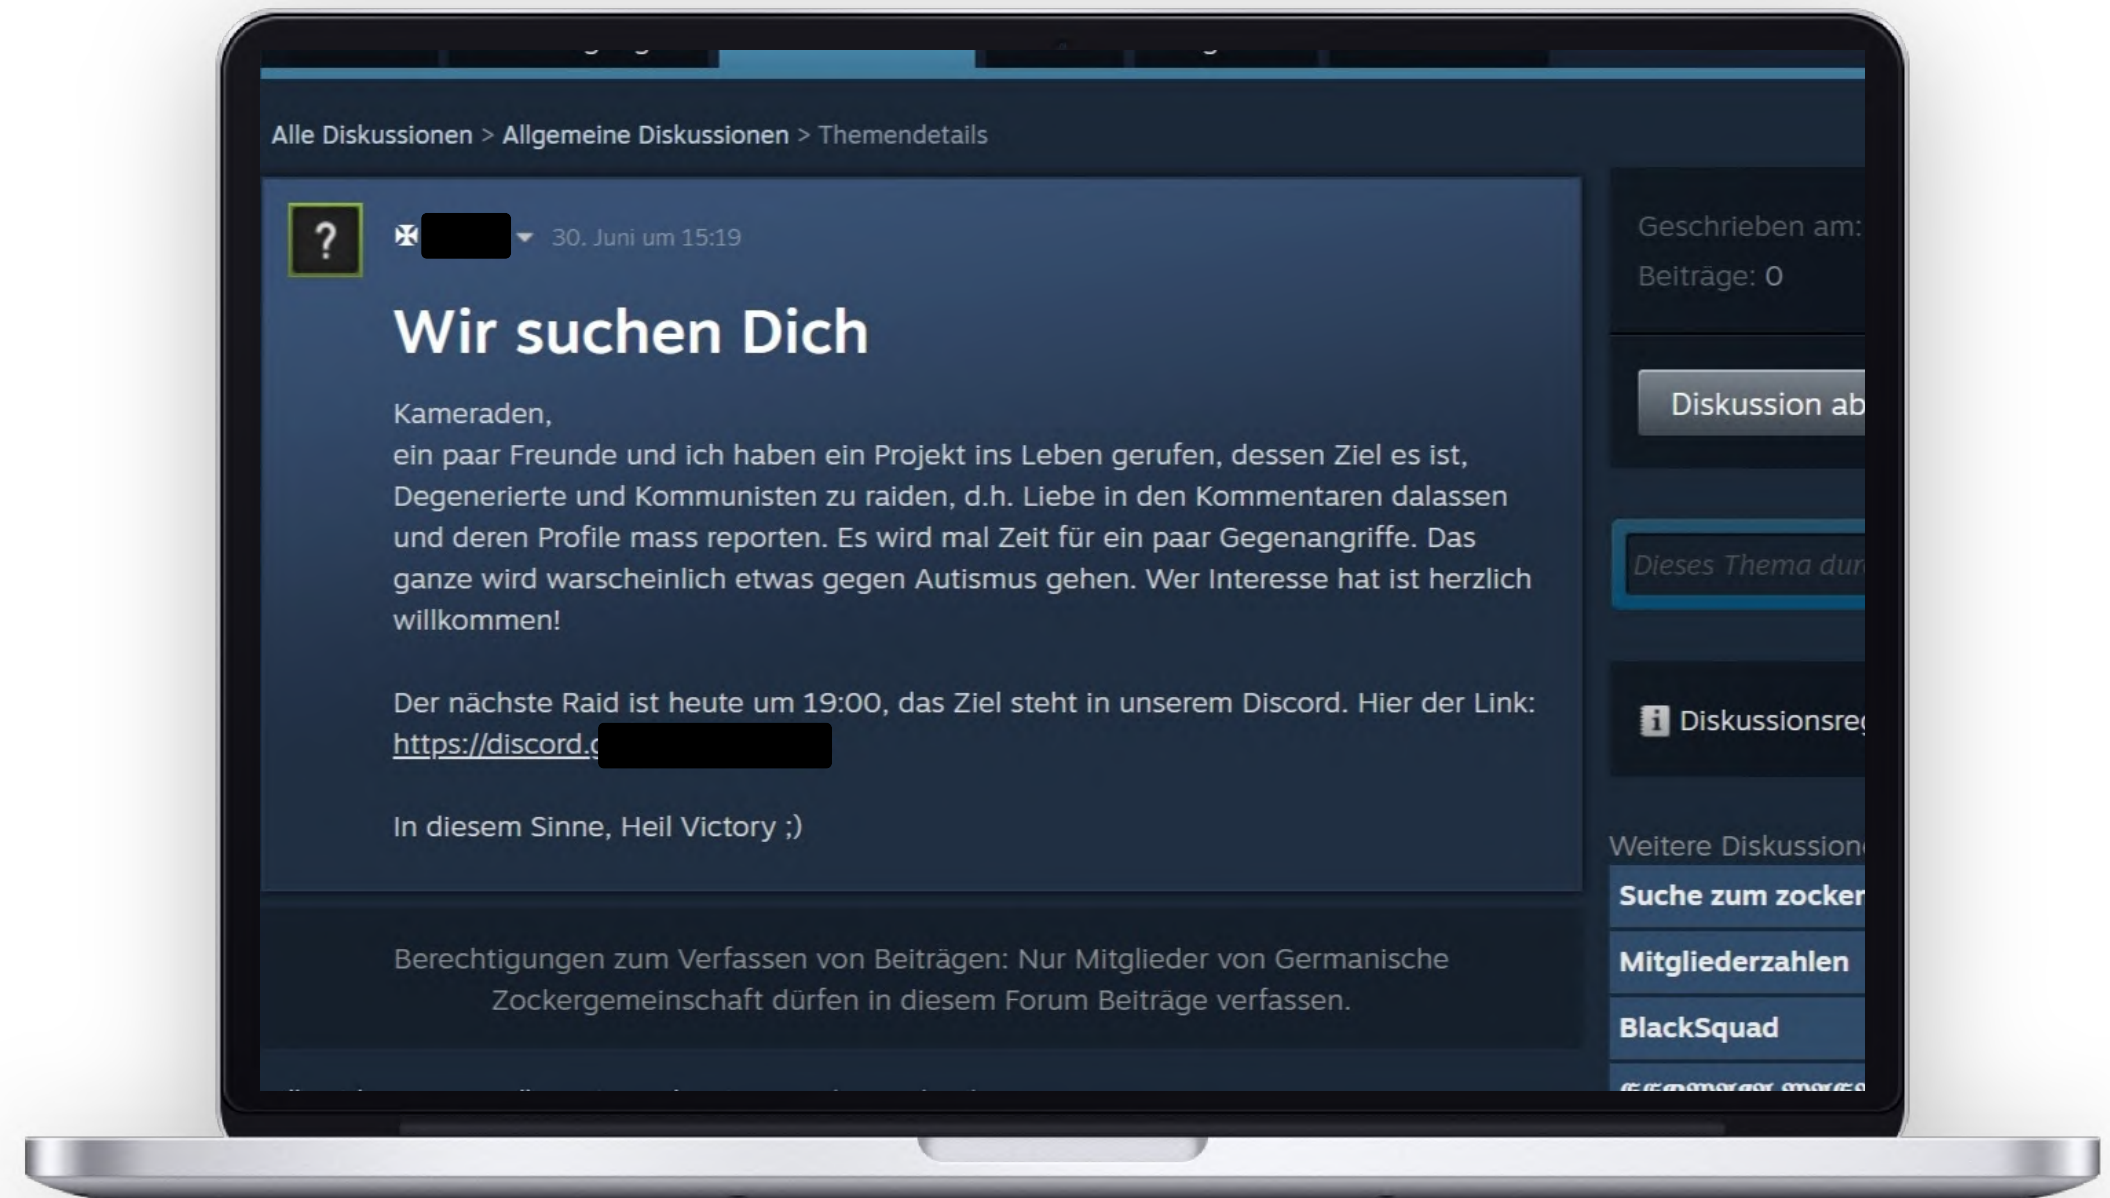 Alle Diskussionen > Allgemeine Diskussionen > Themendetails
?
✠ 30. Juni um 15:19
Wir suchen Dich
Kameraden,
ein paar Freunde und ich haben ein Projekt ins Leben gerufen, dessen Ziel es ist,
Degenerierte und Kommunisten zu raiden, d.h. Liebe in den Kommentaren dalassen
und deren Profile mass reporten. Es wird mal Zeit für ein paar Gegenangriffe. Das
ganze wird warscheinlich etwas gegen Autismus gehen. Wer Interesse hat ist herzlich
willkommen!
Der nächste Raid ist heute um 19:00, das Ziel steht in unserem Discord. Hier der Link:
https://discord.g
In diesem Sinne, Heil Victory ;)
Berechtigungen zum Verfassen von Beiträgen: Nur Mitglieder von Germanische
Zockergemeinschaft dürfen in diesem Forum Beiträge verfassen.
Geschrieben am:
Beiträge: 0
Diskussion ab
Dieses Thema dur
Diskussionsreg
Weitere Diskussione
Suche zum zocken
Mitgliederzahlen
BlackSquad